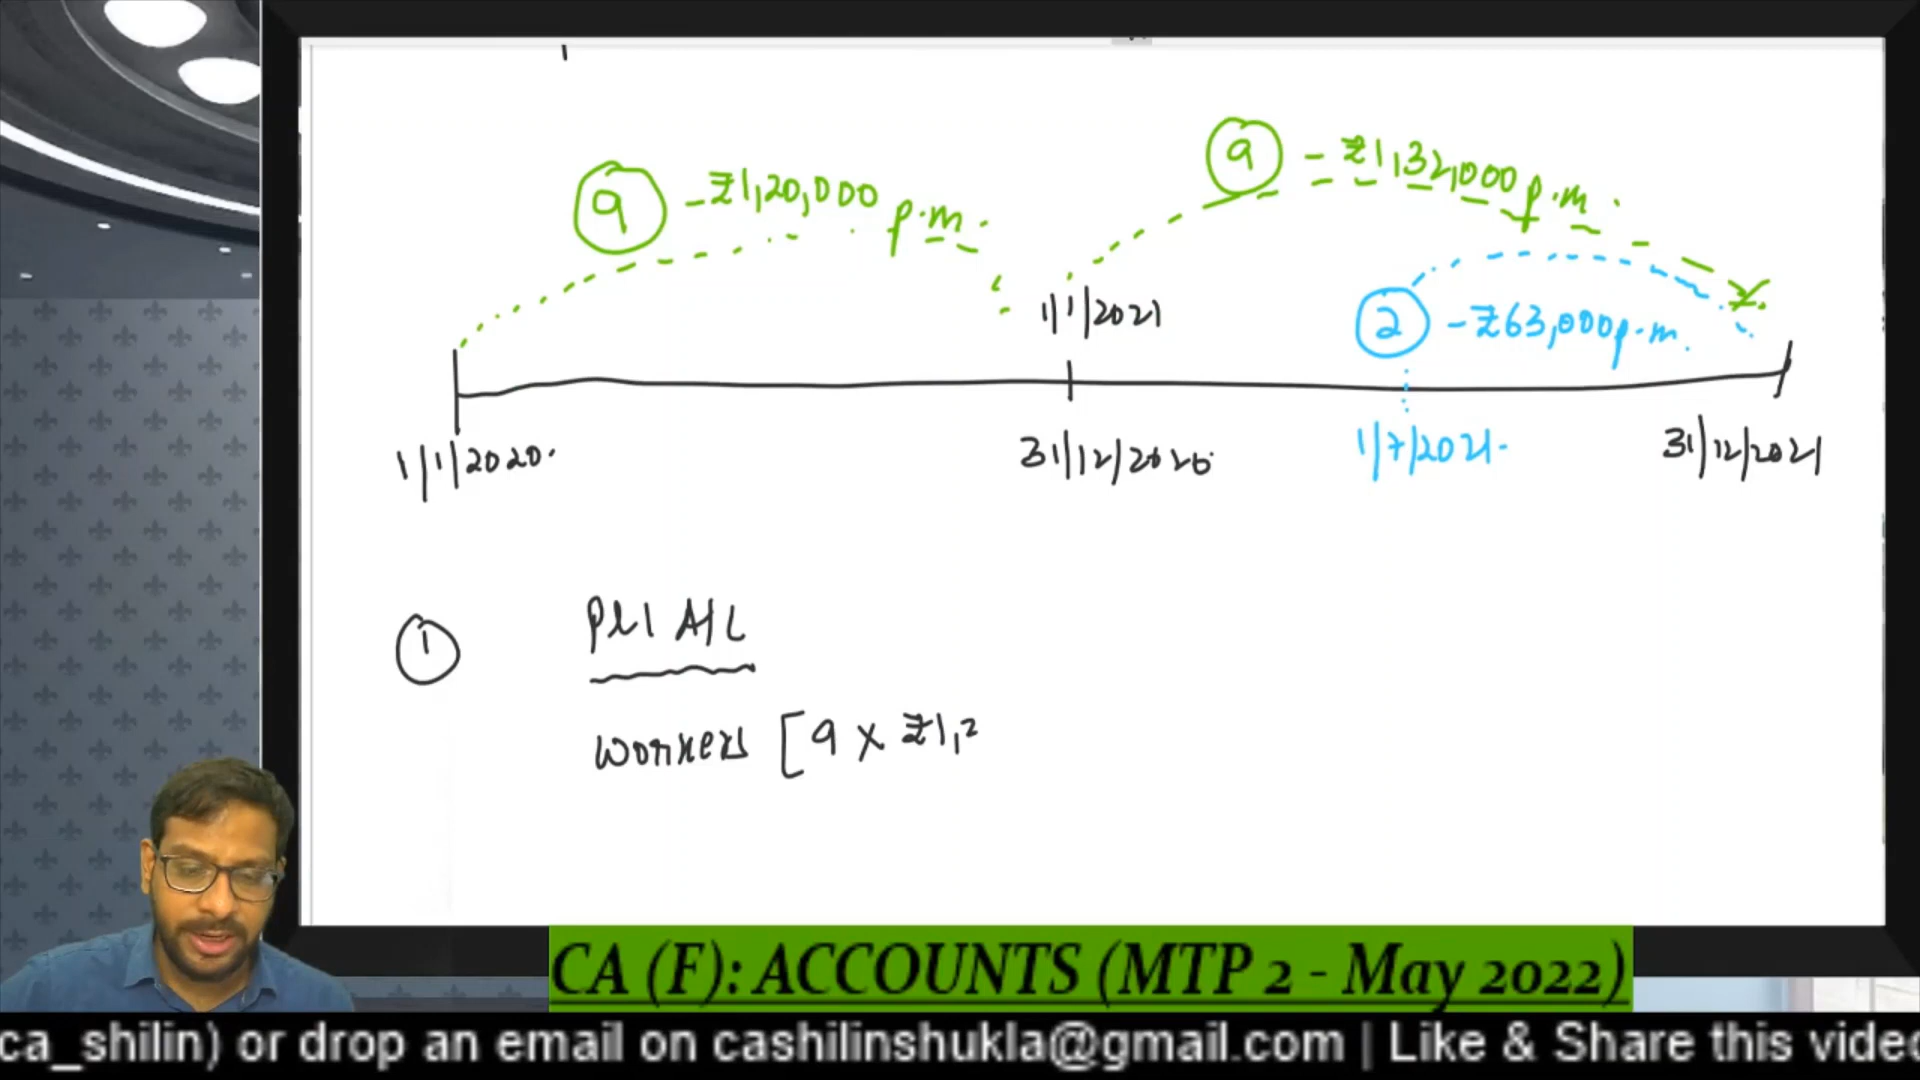 9 - ₹1,20,000 p.m.
9 - ₹1,32,000 p.m.
1/1/2021
2 - ₹63,000 p.m.
1/1/2020.
31/12/2020
1/7/2021.
31/12/2021
1
P&L A/C
Workers [9 x ₹1,2
CA (F): ACCOUNTS (MTP 2 - May 2022)
ca_shilin) or drop an email on cashilinshukla@gmail.com | Like & Share this video